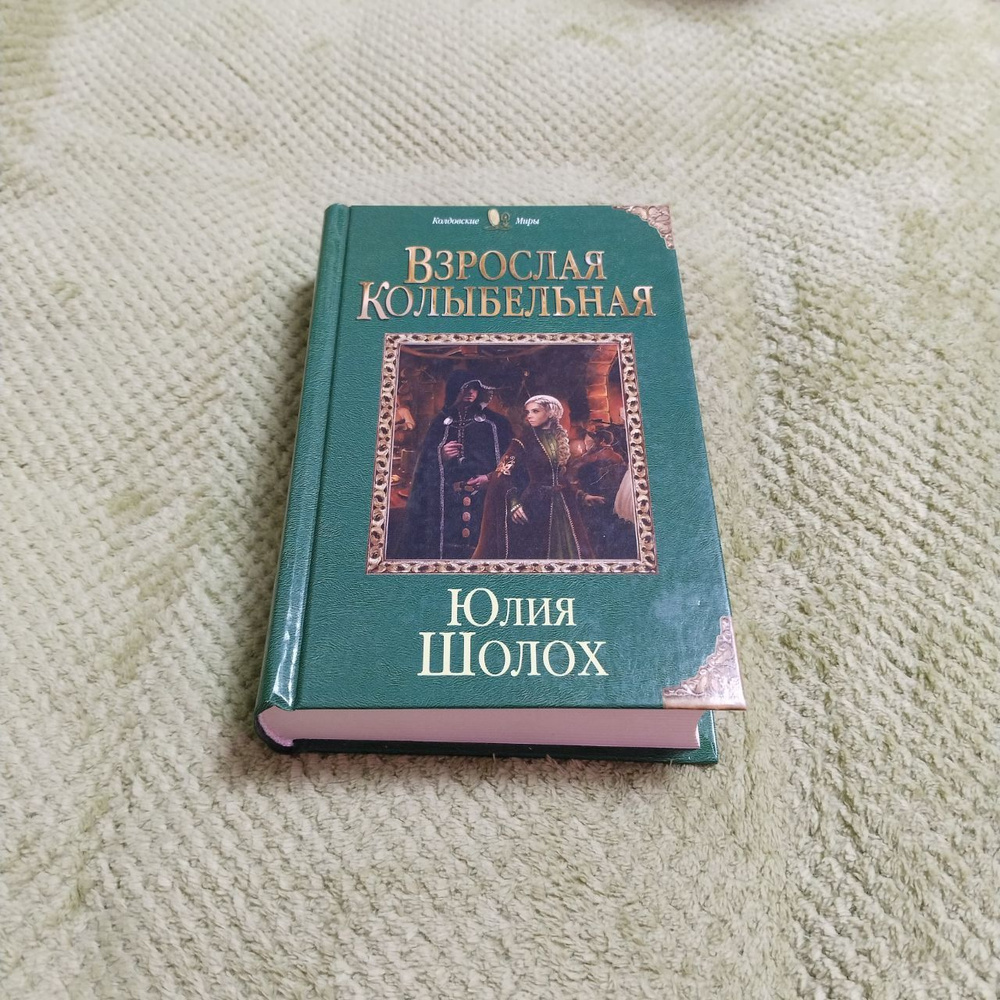 Колдовские Миры
Взрослая
Колыбельная
Юлия
Шолох